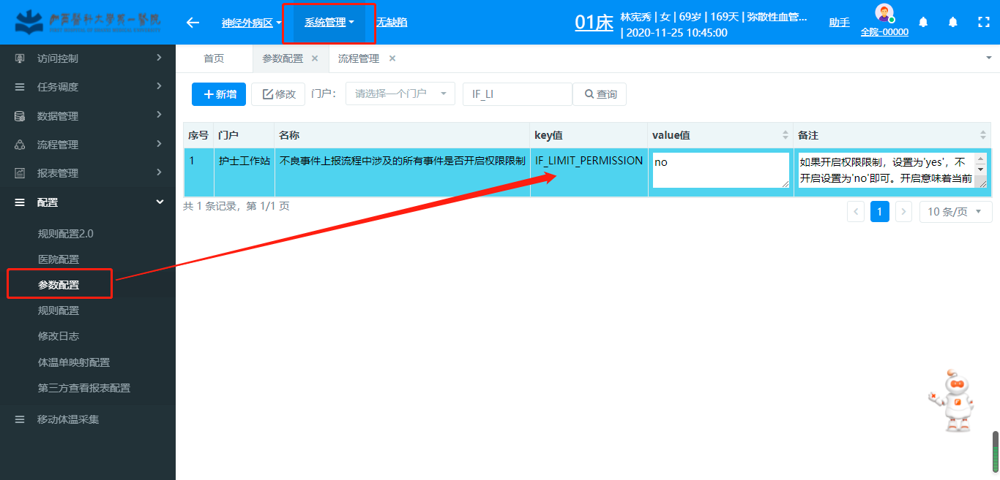 广西醫科大學第一醫院
神经外病区
系统管理
无缺陷
01床
林宪秀 | 女 | 69岁 | 169天 | 弥散性血管...
| 2020-11-25 10:45:00
助手
全院-00000
访问控制
任务调度
数据管理
流程管理
报表管理
配置
规则配置2.0
医院配置
参数配置
规则配置
修改日志
体温单映射配置
第三方查看报表配置
移动体温采集
首页 参数配置 × 流程管理 ×
+新增 修改 门户: 请选择一个门户 IF_LI 查询
序号 门户 名称 key值 value值 备注
1 护士工作站 不良事件上报流程中涉及的所有事件是否开启权限限制 IF_LIMIT_PERMISSION no 如果开启权限限制，设置为'yes'，不
开启设置为'no'即可。开启意味着当前
共 1 条记录，第 1/1 页
< 1 > 10 条/页